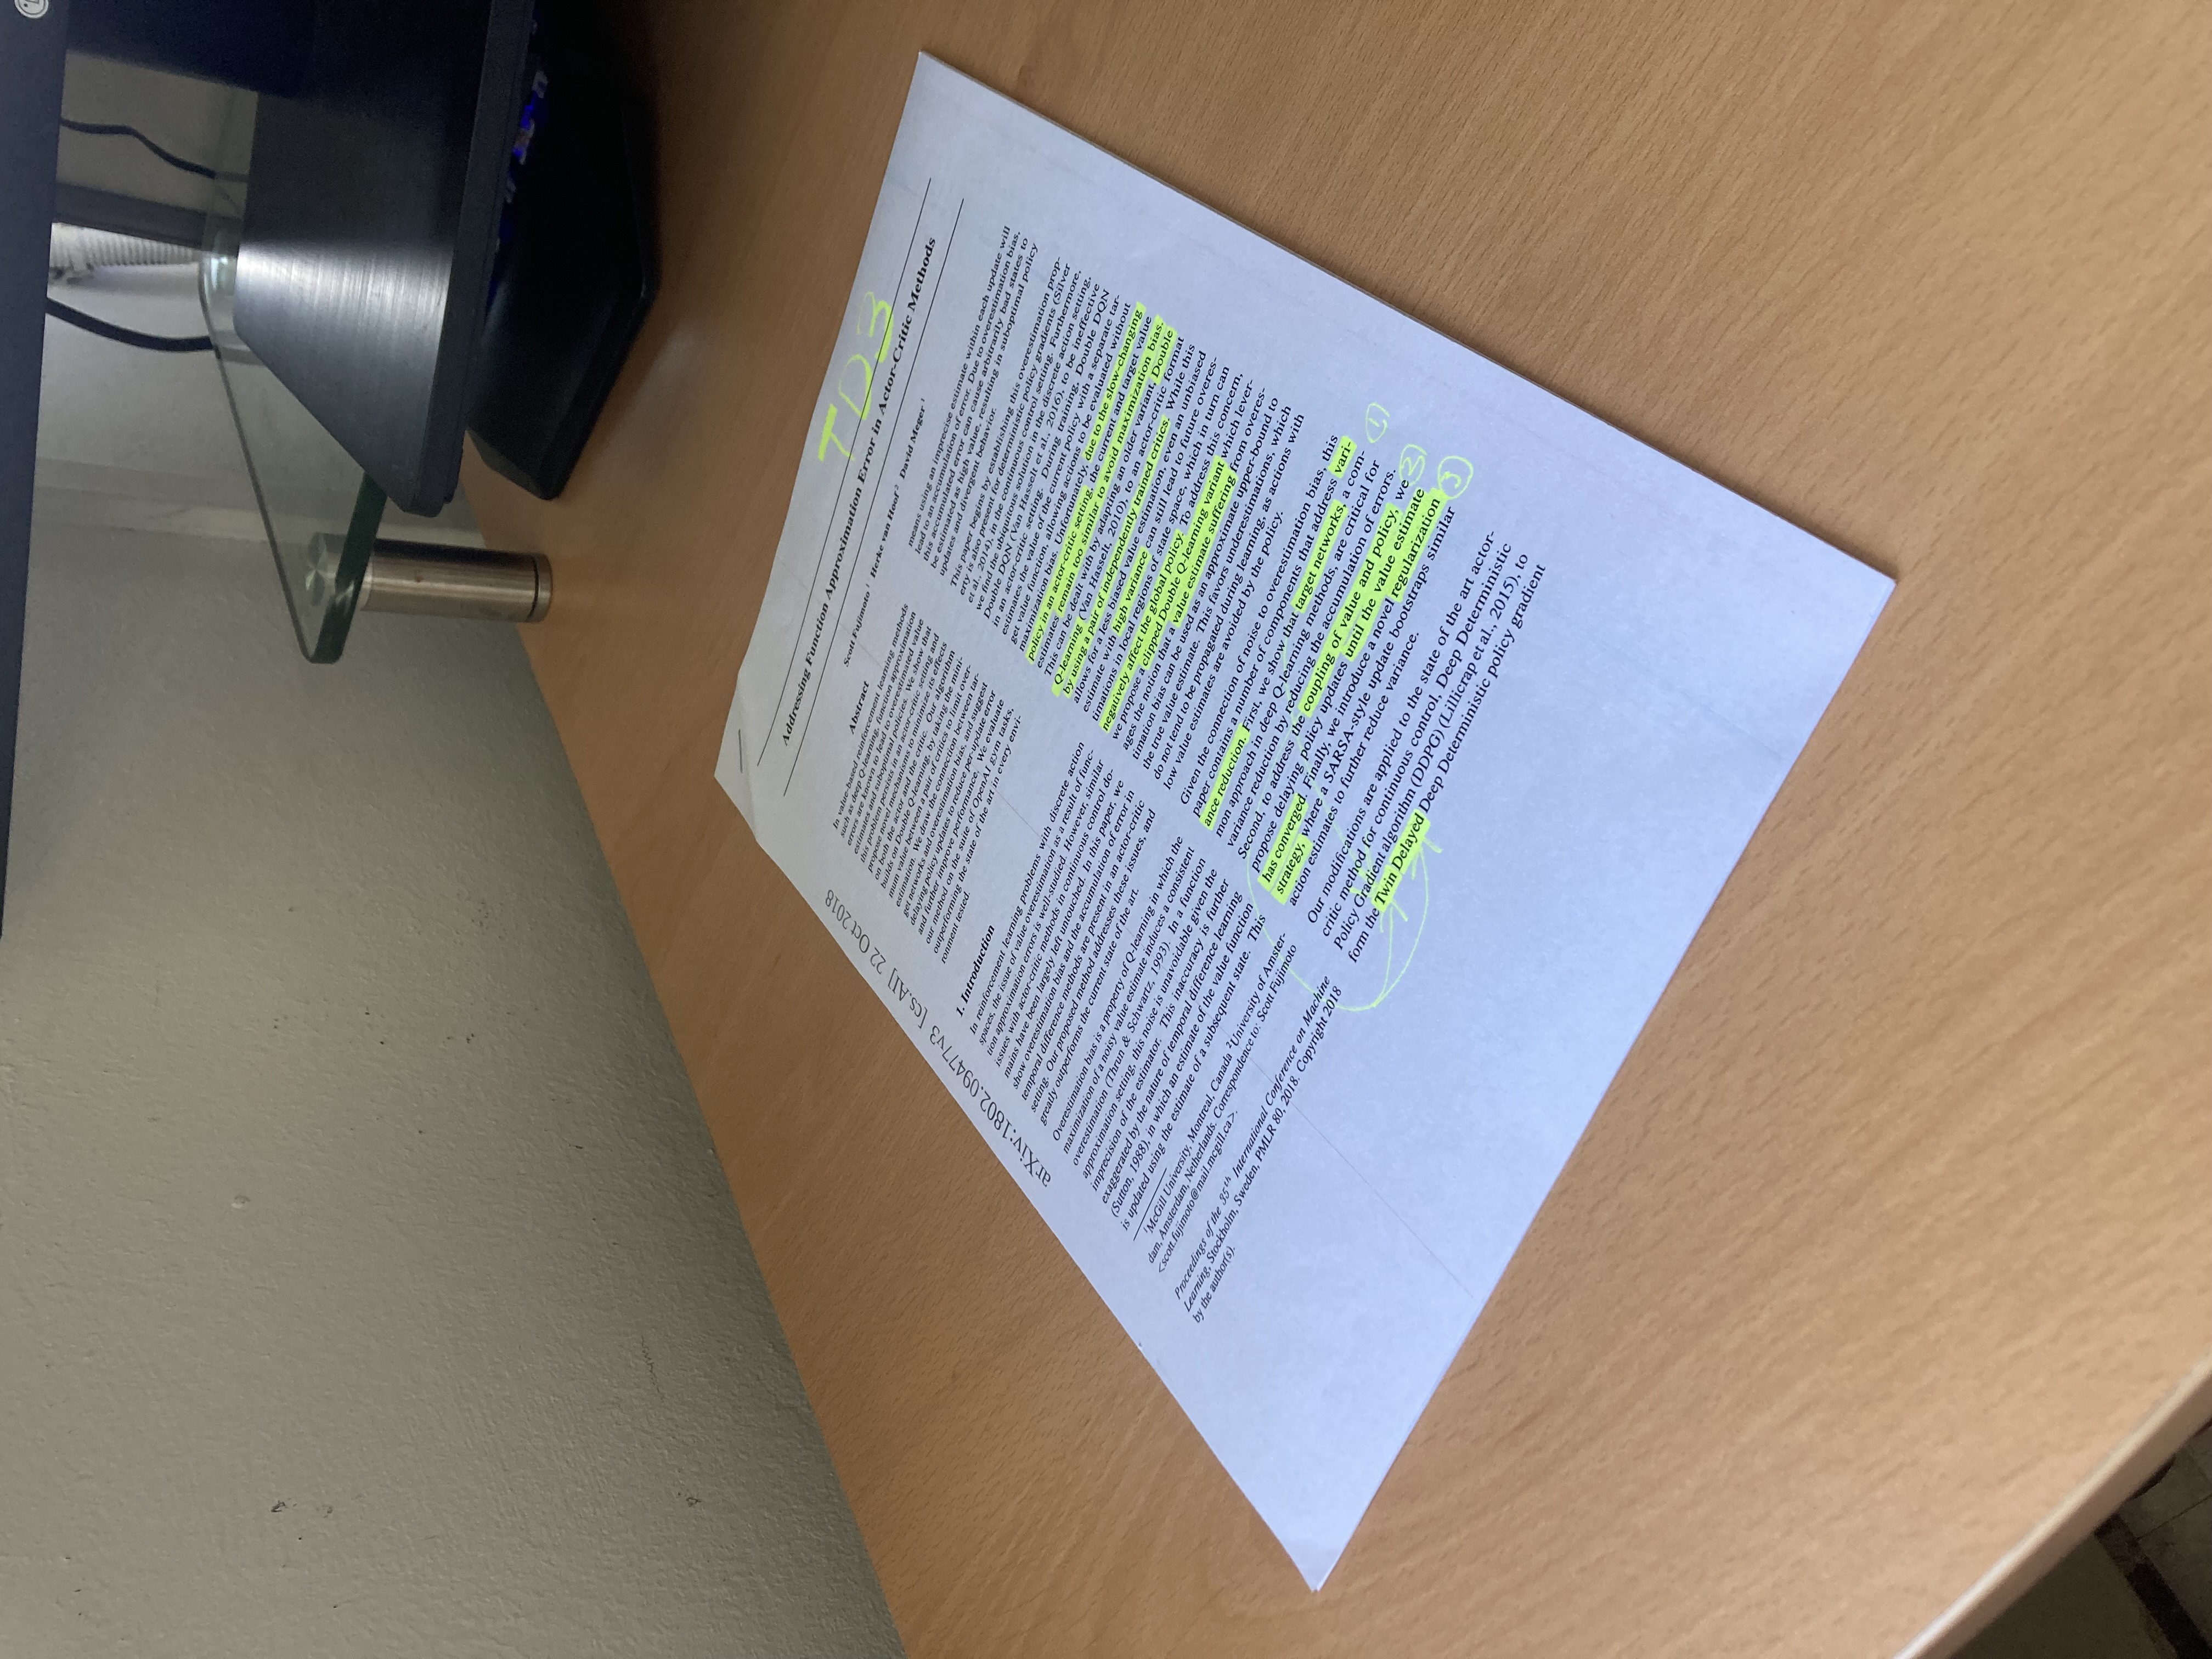 TD3
Addressing Function Approximation Error in Actor-Critic Methods
Scott Fujimoto 1 Herke van Hoof 2 David Meger 1
arXiv:1802.09477v3 [cs.AI] 22 Oct 2018
Abstract
In value-based reinforcement learning methods
such as deep Q-learning, function approximation
errors are known to lead to overestimated value
estimates and suboptimal policies. We show that
this problem persists in an actor-critic setting and
propose novel mechanisms to minimize its effects
on both the actor and the critic. Our algorithm
builds on Double Q-learning, by taking the mini-
mum value between a pair of critics to limit over-
estimation. We draw the connection between tar-
get networks and overestimation bias, and suggest
delaying policy updates to reduce per-update error
and further improve performance. We evaluate
our method on the suite of OpenAI gym tasks,
outperforming the state of the art in every envi-
ronment tested.
1. Introduction
In reinforcement learning problems with discrete action
spaces, the issue of value overestimation as a result of func-
tion approximation errors is well-studied. However, similar
issues with actor-critic methods in continuous control do-
mains have been largely left untouched. In this paper, we
show overestimation bias and the accumulation of error in
temporal difference methods are present in an actor-critic
setting. Our proposed method addresses these issues, and
greatly outperforms the current state of the art.
Overestimation bias is a property of Q-learning in which the
maximization of a noisy value estimate induces a consistent
overestimation (Thrun & Schwartz, 1993). In a function
approximation setting, this noise is unavoidable given the
imprecision of the estimator. This inaccuracy is further
exaggerated by the nature of temporal difference learning
(Sutton, 1988), in which an estimate of the value function
is updated using the estimate of a subsequent state. This
1McGill University, Montreal, Canada 2University of Amster-
dam, Amsterdam, Netherlands. Correspondence to: Scott Fujimoto
<scott.fujimoto@mail.mcgill.ca>.
Proceedings of the 35th International Conference on Machine
Learning, Stockholm, Sweden, PMLR 80, 2018. Copyright 2018
by the author(s).
means using an imprecise estimate within each update will
lead to an accumulation of error. Due to overestimation bias,
this accumulated error can cause arbitrarily bad states to
be estimated as high value, resulting in suboptimal policy
updates and divergent behavior.
This paper begins by establishing this overestimation prop-
erty is also present for deterministic policy gradients (Silver
et al., 2014), in the continuous control setting. Furthermore,
we find the ubiquitous solution in the discrete action setting,
Double DQN (Van Hasselt et al., 2016), to be ineffective
in an actor-critic setting. During training, Double DQN
estimates the value of the current policy with a separate tar-
get value function, allowing actions to be evaluated without
maximization bias. Unfortunately, due to the slow-changing
policy in an actor-critic setting, the current and target value
estimates remain too similar to avoid maximization bias.
This can be dealt with by adapting an older variant, Double
Q-learning (Van Hasselt, 2010), to an actor-critic format
by using a pair of independently trained critics. While this
allows for a less biased value estimation, even an unbiased
estimate with high variance can still lead to future overes-
timations in local regions of state space, which in turn can
negatively affect the global policy. To address this concern,
we propose a clipped Double Q-learning variant which lever-
ages the notion that a value estimate suffering from overes-
timation bias can be used as an approximate upper-bound to
the true value estimate. This favors underestimations, which
do not tend to be propagated during learning, as actions with
low value estimates are avoided by the policy.
Given the connection of noise to overestimation bias, this
paper contains a number of components that address vari-
ance reduction. First, we show that target networks, a com-
mon approach in deep Q-learning methods, are critical for
variance reduction by reducing the accumulation of errors. 1
Second, to address the coupling of value and policy, we
propose delaying policy updates until the value estimate 2
has converged. Finally, we introduce a novel regularization
strategy, where a SARSA-style update bootstraps similar 3
action estimates to further reduce variance.
Our modifications are applied to the state of the art actor-
critic method for continuous control, Deep Deterministic
Policy Gradient algorithm (DDPG) (Lillicrap et al., 2015), to
form the Twin Delayed Deep Deterministic policy gradient